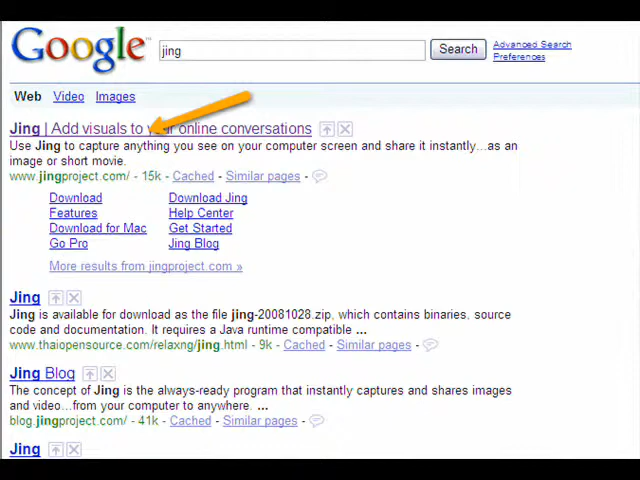 Google™ jing Search Advanced Search
Preferences
Web Video Images
Jing | Add visuals to your online conversations
Use Jing to capture anything you see on your computer screen and share it instantly...as an
image or short movie.
www.jingproject.com/ - 15k - Cached - Similar pages -
Download Download Jing
Features Help Center
Download for Mac Get Started
Go Pro Jing Blog
More results from jingproject.com »
Jing
Jing is available for download as the file jing-20081028.zip, which contains binaries, source
code and documentation. It requires a Java runtime compatible ...
www.thaiopensource.com/relaxng/jing.html - 9k - Cached - Similar pages -
Jing Blog
The concept of Jing is the always-ready program that instantly captures and shares images
and video...from your computer to anywhere. ...
blog.jingproject.com/ - 41k - Cached - Similar pages -
Jing